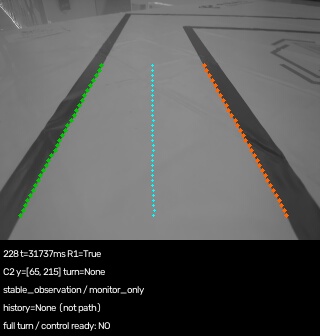 228 t=31737ms R1=True
C2 y=[65, 215] turn=None
stable_observation / monitor_only
history=None (not path)
full turn / control ready: NO